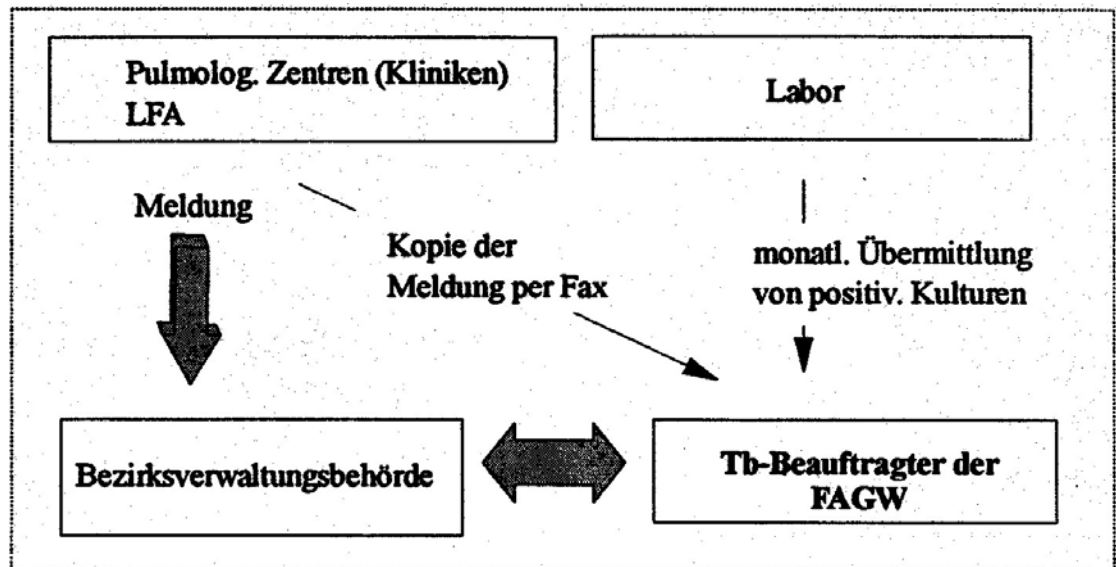 Pulmolog. Zentren (Kliniken)
LFA
Labor
Meldung
Kopie der
Meldung per Fax
monatl. Übermittlung
von positiv. Kulturen
Bezirksverwaltungsbehörde
Tb-Beauftragter der
FAGW